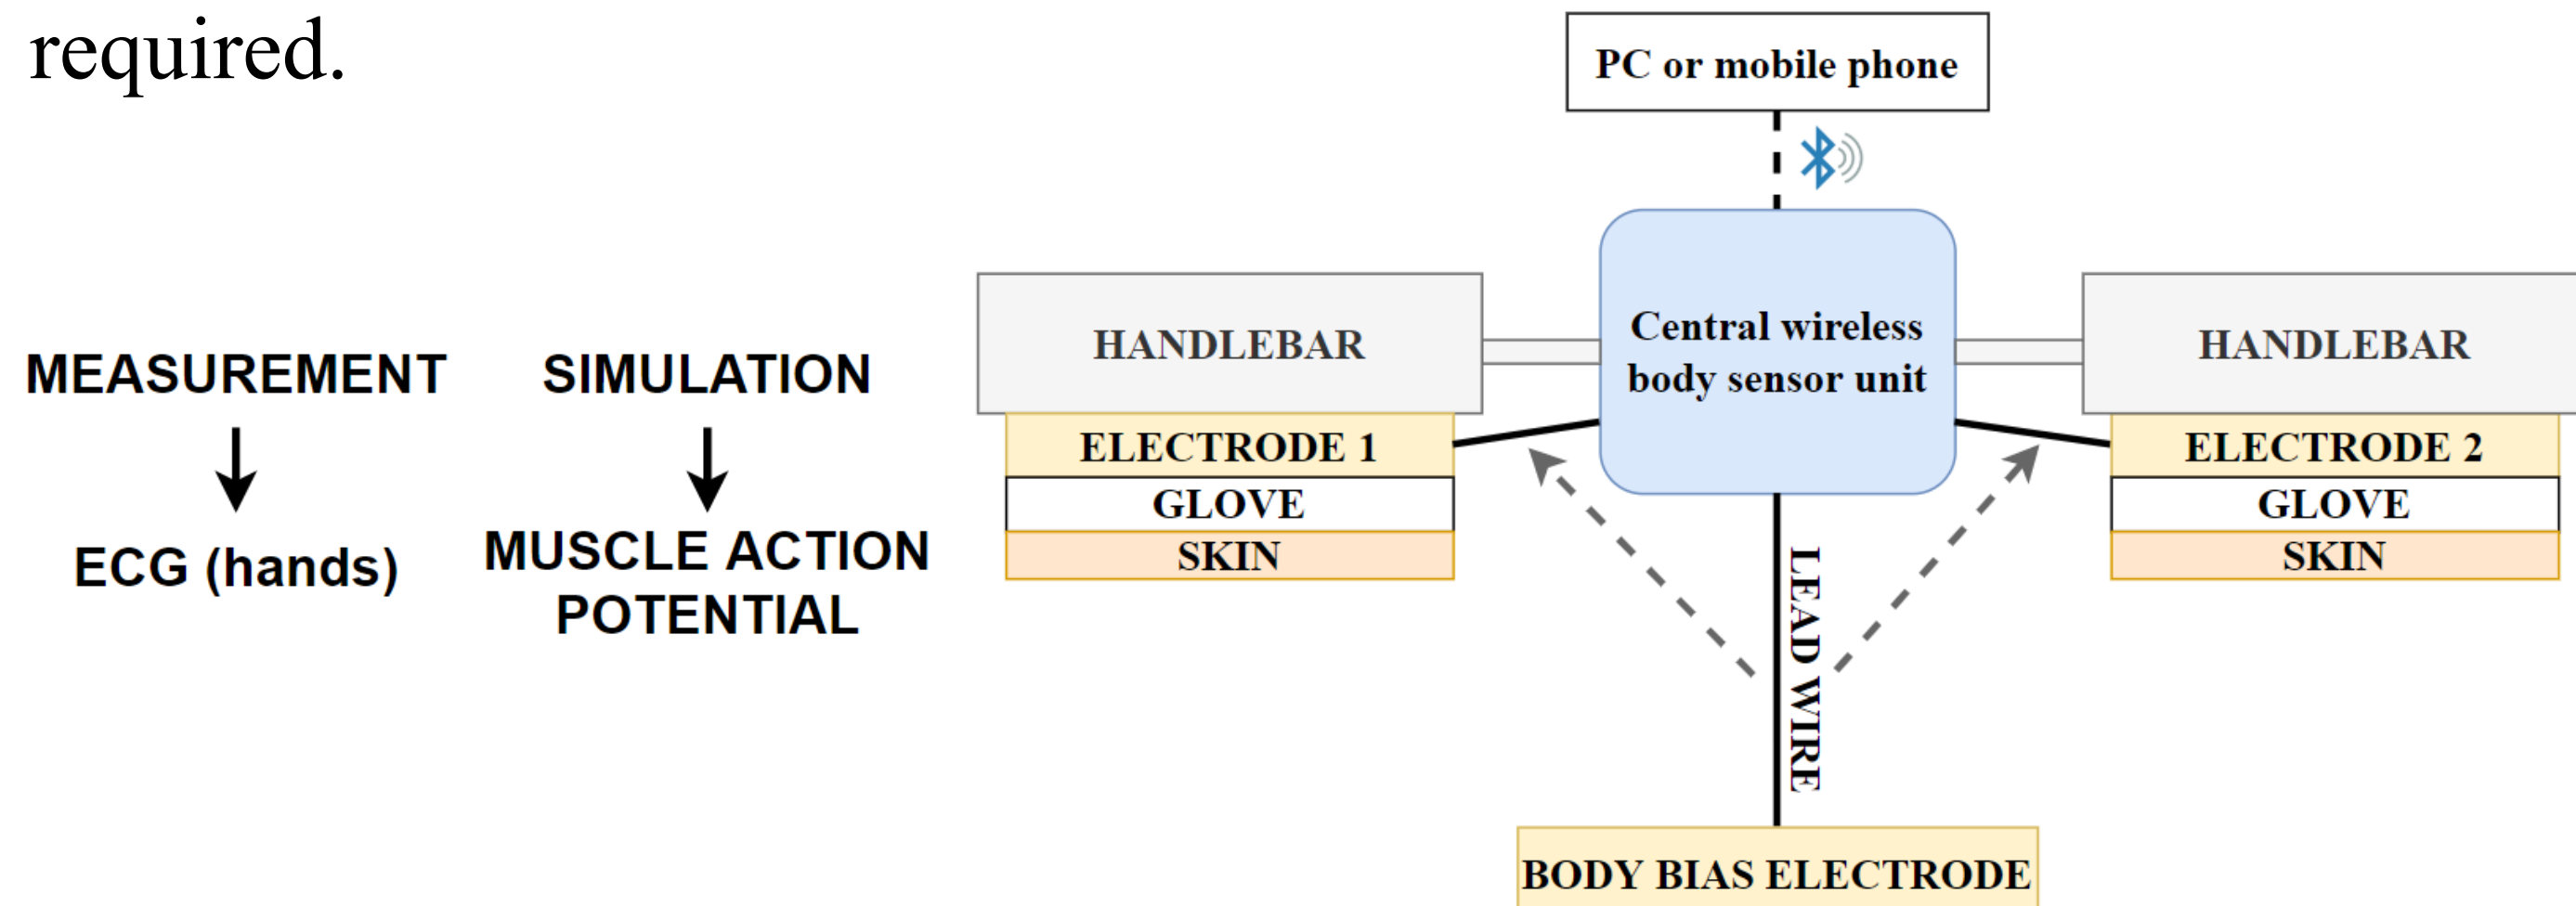 required.
MEASUREMENT
ECG (hands)
SIMULATION
MUSCLE ACTION
POTENTIAL
PC or mobile phone
Central wireless
body sensor unit
HANDLEBAR
ELECTRODE 1
GLOVE
SKIN
HANDLEBAR
ELECTRODE 2
GLOVE
SKIN
LEAD WIRE
BODY BIAS ELECTRODE